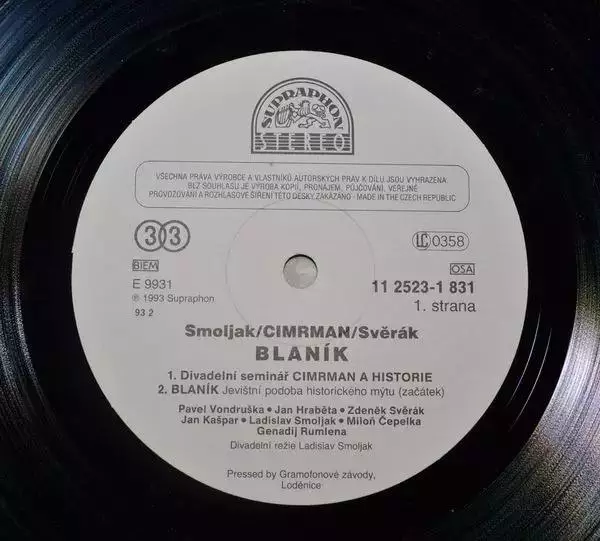 SUPRAPHON
STEREO
VŠECHNA PRÁVA VÝROBCE A VLASTNÍKŮ AUTORSKÝCH PRÁV K DÍLU JSOU VYHRAZENA.
BEZ SOUHLASU JE VÝROBA KOPIÍ, PRONÁJEM, PŮJČOVÁNÍ, VEŘEJNÉ
PROVOZOVÁNÍ A ROZHLASOVÉ ŠÍŘENÍ TÉTO DESKY ZAKÁZÁNO - MADE IN THE CZECH REPUBLIC
33
LC 0358
BIEM
OSA
E 9931
11 2523-1 831
℗ 1993 Supraphon
1. strana
93 2
Smoljak/CIMRMAN/Svěrák
BLANÍK
1. Divadelní seminář CIMRMAN A HISTORIE
2. BLANÍK Jevištní podoba historického mýtu (začátek)
Pavel Vondruška • Jan Hraběta • Zdeněk Svěrák
Jan Kašpar • Ladislav Smoljak • Miloň Čepelka
Genadij Rumlena
Divadelní režie Ladislav Smoljak
Pressed by Gramofonové závody,
Loděnice